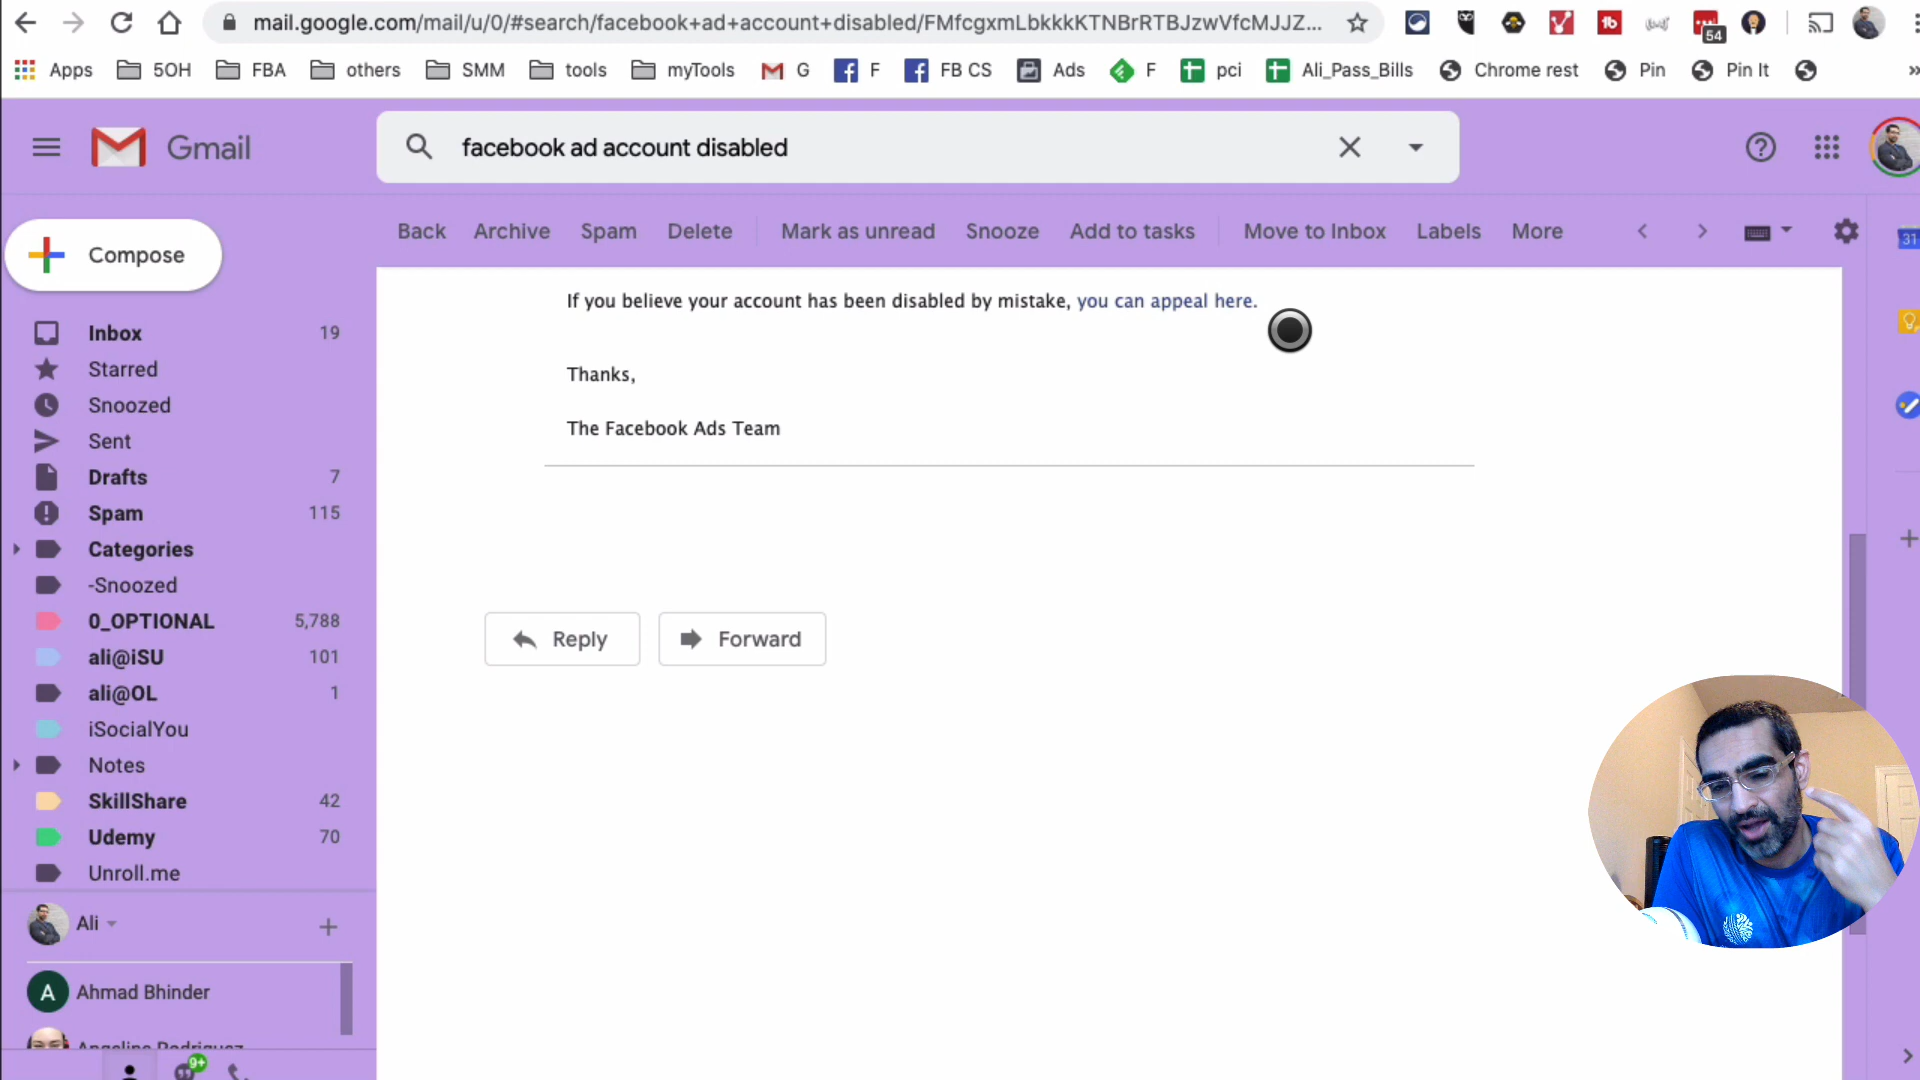 mail.google.com/mail/u/0/#search/facebook+ad+account+disabled/FMfcgxmLbkkkKTNBrRTBJzwVfcMJJZ...
54
Apps 5OH FBA others SMM tools myTools G F FB CS Ads F pci Ali_Pass_Bills Chrome rest Pin Pin It »
Gmail
facebook ad account disabled
Compose
Back Archive Spam Delete Mark as unread Snooze Add to tasks Move to Inbox Labels More
31
If you believe your account has been disabled by mistake, you can appeal here.
Thanks,
The Facebook Ads Team
Reply Forward
Inbox 19
Starred
Snoozed
Sent
Drafts 7
Spam 115
Categories
-Snoozed
0_OPTIONAL 5,788
ali@iSU 101
ali@OL 1
iSocialYou
Notes
SkillShare 42
Udemy 70
Unroll.me
Ali
A Ahmad Bhinder
Angeline Rodriguez
9+